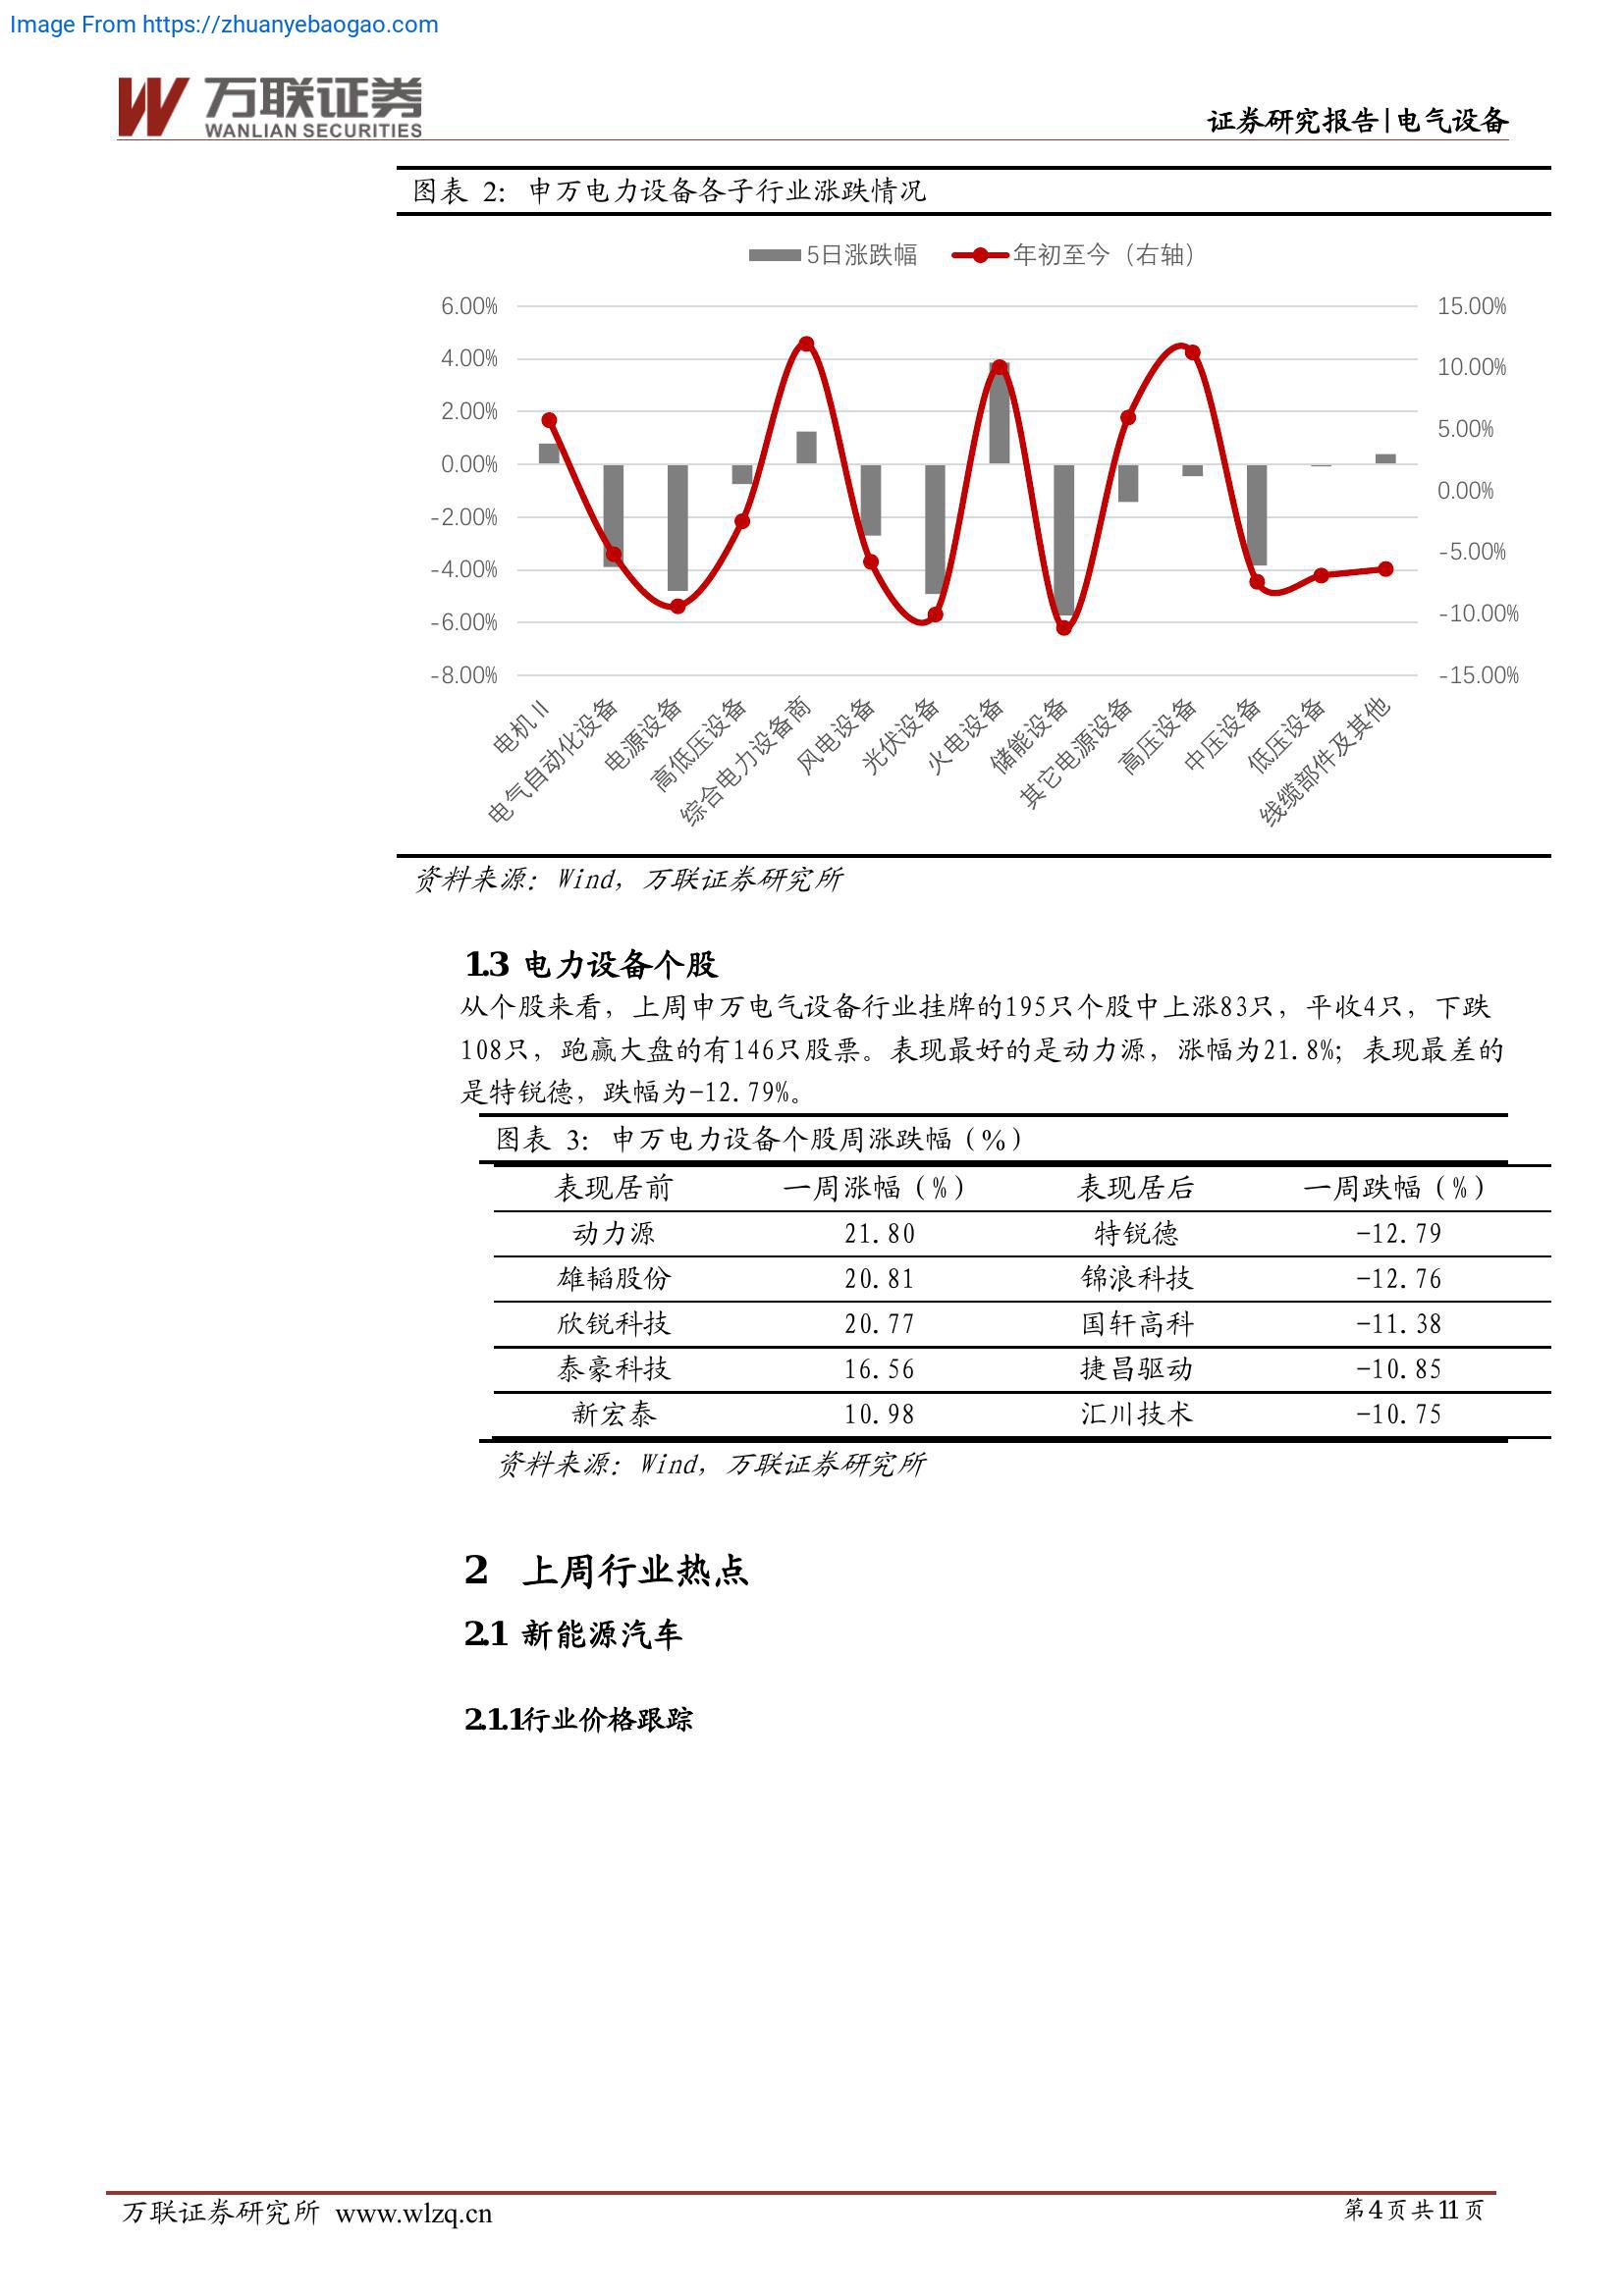 Image From https://zhuanyebaogao.com
万联证券
WANLIAN SECURITIES
证券研究报告|电气设备
图表 2: 申万电力设备各子行业涨跌情况
5日涨跌幅 年初至今（右轴）
6.00% 15.00%
4.00% 10.00%
2.00% 5.00%
0.00% 0.00%
-2.00% -5.00%
-4.00% -10.00%
-6.00% -15.00%
-8.00%
电机Ⅱ
电气自动化设备
电源设备
高低压设备
综合电力设备商
风电设备
光伏设备
火电设备
储能设备
其它电源设备
高压设备
中压设备
低压设备
线缆部件及其他
资料来源: Wind, 万联证券研究所
1.3 电力设备个股
从个股来看，上周申万电气设备行业挂牌的195只个股中上涨83只，平收4只，下跌
108只，跑赢大盘的有146只股票。表现最好的是动力源，涨幅为21.8%；表现最差的
是特锐德，跌幅为-12.79%。
图表 3: 申万电力设备个股周涨跌幅（%）
表现居前 一周涨幅（%） 表现居后 一周跌幅（%）
动力源 21.80 特锐德 -12.79
雄韬股份 20.81 锦浪科技 -12.76
欣锐科技 20.77 国轩高科 -11.38
泰豪科技 16.56 捷昌驱动 -10.85
新宏泰 10.98 汇川技术 -10.75
资料来源: Wind, 万联证券研究所
2 上周行业热点
2.1 新能源汽车
2.1.1行业价格跟踪
万联证券研究所 www.wlzq.cn 第4页共11页